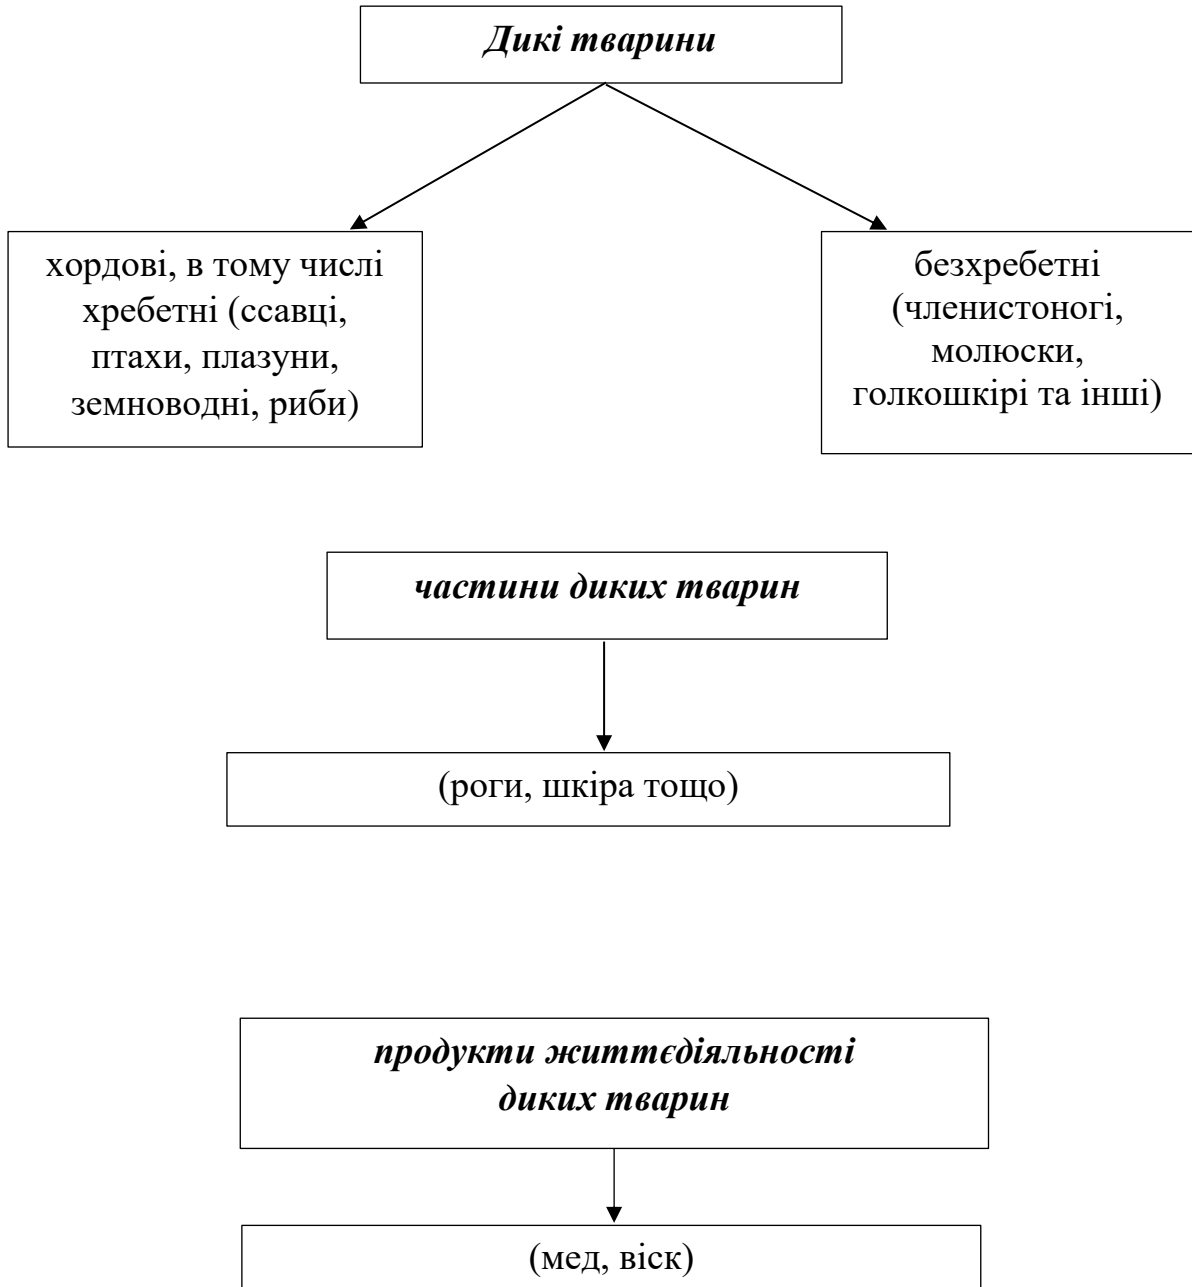 Дикі тварини
хордові, в тому числі
хребетні (ссавці,
птахи, плазуни,
земноводні, риби)
безхребетні
(членистоногі,
молюски,
голкошкірі та інші)
частини диких тварин
(роги, шкіра тощо)
продукти життєдіяльності
диких тварин
(мед, віск)